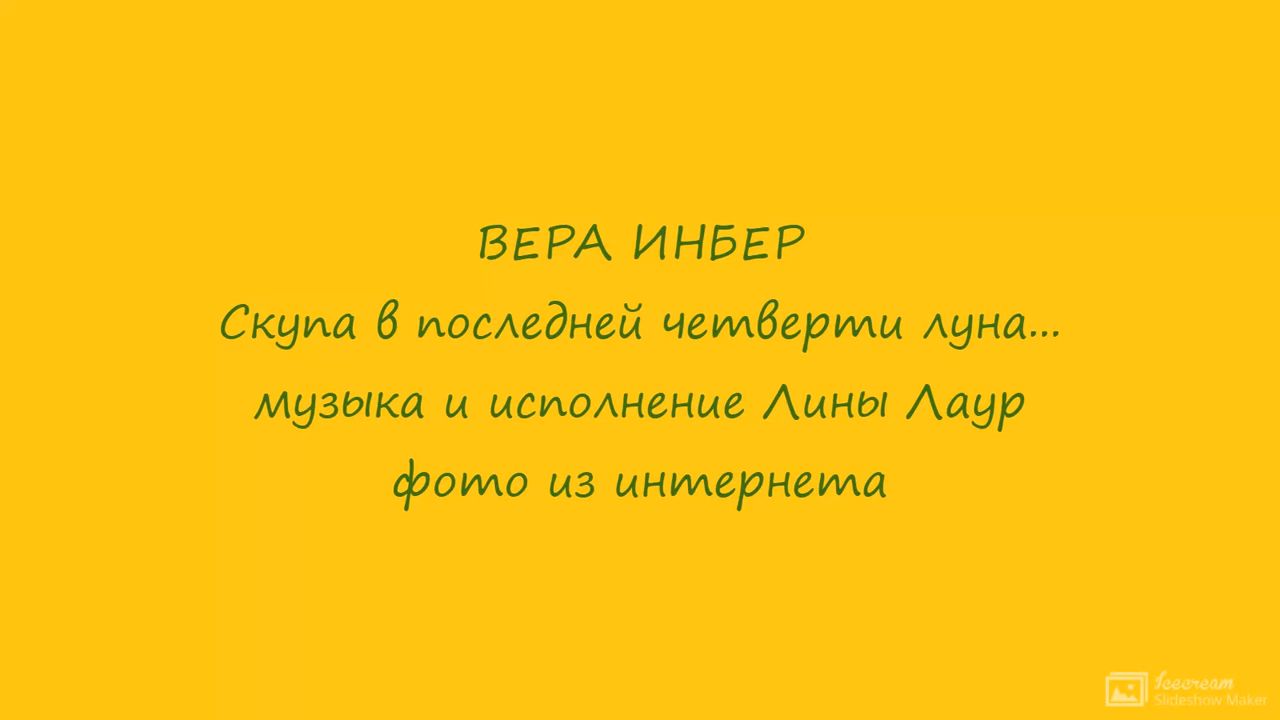 ВЕРА ИНБЕР
Скупа в последней четверти луна...
музыка и исполнение Лины Лаур
фото из интернета
Icecream
Slideshow Maker